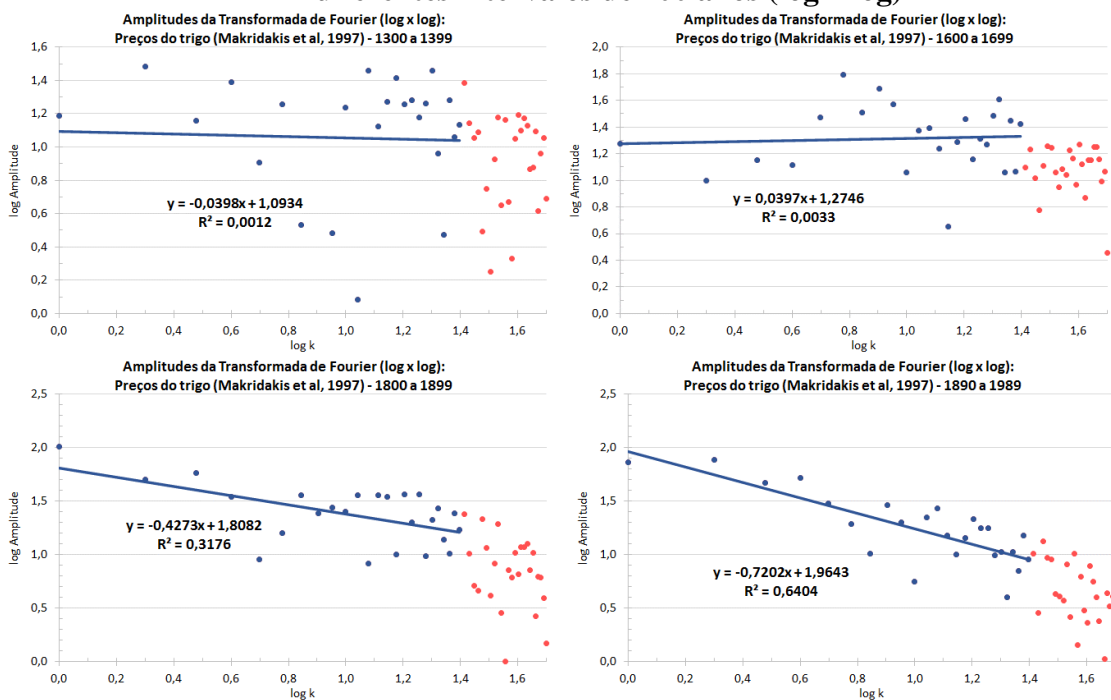 Amplitudes da Transformada de Fourier (log x log):
Preços do trigo (Makridakis et al, 1997) - 1300 a 1399
1,6
1,4
1,2
1,0
0,8
0,6
0,4
0,2
0,0
log Amplitude
y = -0,0398x + 1,0934
R² = 0,0012
0,0 0,2 0,4 0,6 0,8 1,0 1,2 1,4 1,6
log k
Amplitudes da Transformada de Fourier (log x log):
Preços do trigo (Makridakis et al, 1997) - 1600 a 1699
2,0
1,8
1,6
1,4
1,2
1,0
0,8
0,6
0,4
0,2
0,0
log Amplitude
y = 0,0397x + 1,2746
R² = 0,0033
0,0 0,2 0,4 0,6 0,8 1,0 1,2 1,4 1,6
log k
Amplitudes da Transformada de Fourier (log x log):
Preços do trigo (Makridakis et al, 1997) - 1800 a 1899
2,5
2,0
1,5
1,0
0,5
0,0
log Amplitude
y = -0,4273x + 1,8082
R² = 0,3176
0,0 0,2 0,4 0,6 0,8 1,0 1,2 1,4 1,6
log k
Amplitudes da Transformada de Fourier (log x log):
Preços do trigo (Makridakis et al, 1997) - 1890 a 1989
2,5
2,0
1,5
1,0
0,5
0,0
log Amplitude
y = -0,7202x + 1,9643
R² = 0,6404
0,0 0,2 0,4 0,6 0,8 1,0 1,2 1,4 1,6
log k